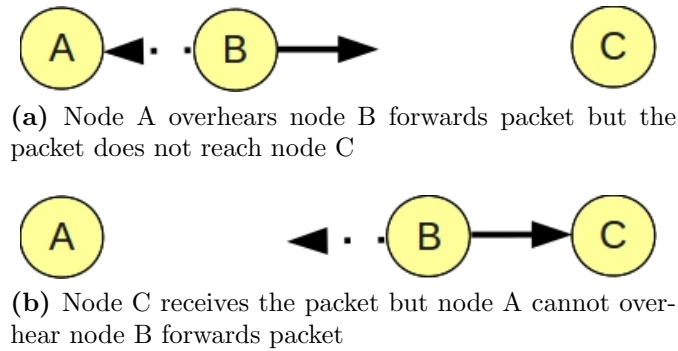 A B C
(a) Node A overhears node B forwards packet but the
packet does not reach node C
A B C
(b) Node C receives the packet but node A cannot over-
hear node B forwards packet